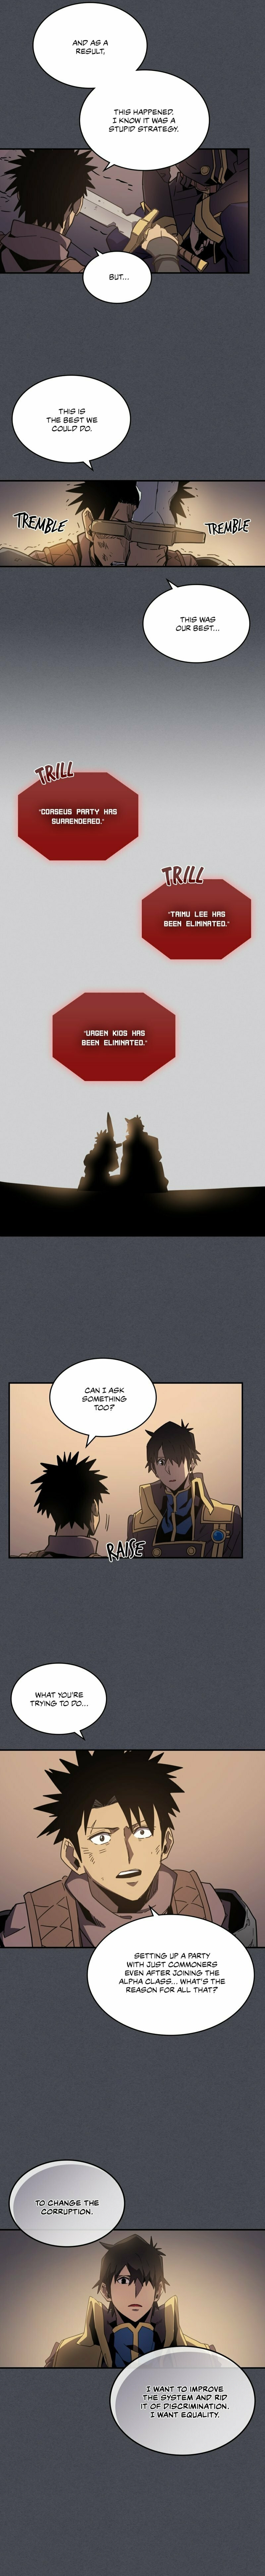 AND AS A
RESULT,
THIS HAPPENED.
I KNOW IT WAS A
STUPID STRATEGY.
BUT...
THIS IS
THE BEST WE
COULD DO.
TREMBLE
TREMBLE
THIS WAS
OUR BEST...
TRILL
"CORSEUS PARTY HAS
SURRENDERED."
TRILL
"TAIMU LEE HAS
BEEN ELIMINATED."
"URGEN KIOS HAS
BEEN ELIMINATED."
CAN I ASK
SOMETHING
TOO?
RAISE
WHAT YOU'RE
TRYING TO DO...
SETTING UP A PARTY
WITH JUST COMMONERS
EVEN AFTER JOINING THE
ALPHA CLASS... WHAT'S THE
REASON FOR ALL THAT?
TO CHANGE THE
CORRUPTION.
I WANT TO IMPROVE
THE SYSTEM AND RID
IT OF DISCRIMINATION.
I WANT EQUALITY.